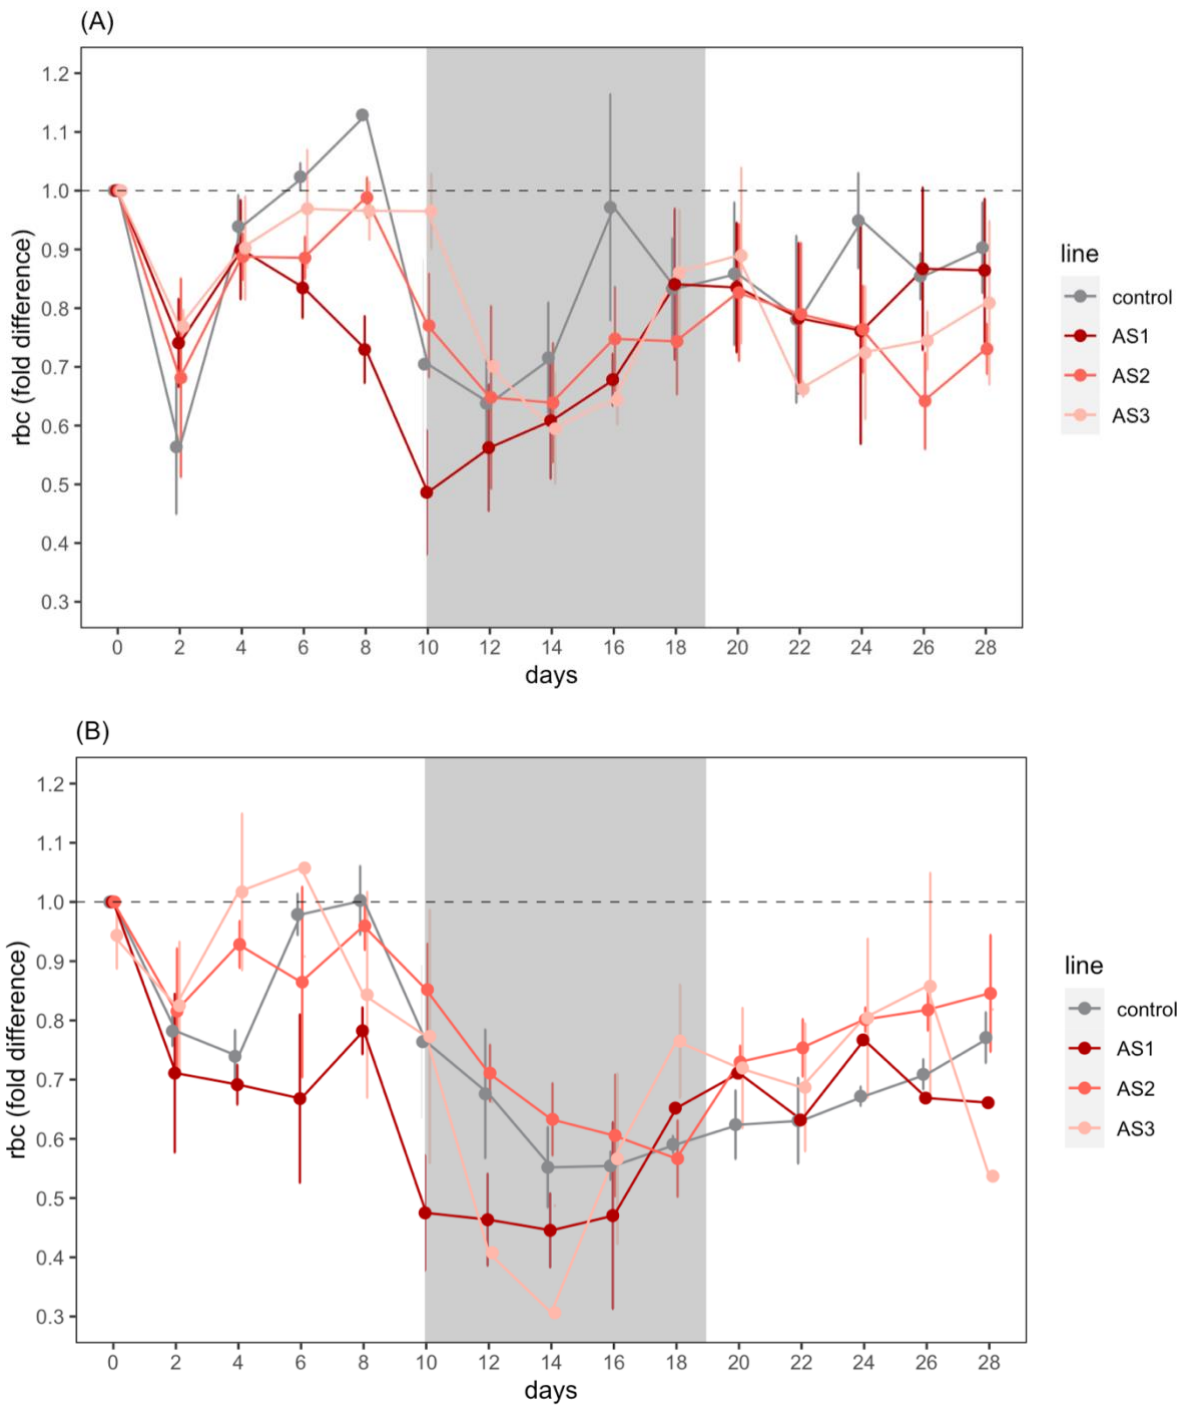 (A)
rbc (fold difference)
1.2
1.1
1.0
0.9
0.8
0.7
0.6
0.5
0.4
0.3
0 2 4 6 8 10 12 14 16 18 20 22 24 26 28
days
line
control
AS1
AS2
AS3
(B)
rbc (fold difference)
1.2
1.1
1.0
0.9
0.8
0.7
0.6
0.5
0.4
0.3
0 2 4 6 8 10 12 14 16 18 20 22 24 26 28
days
line
control
AS1
AS2
AS3